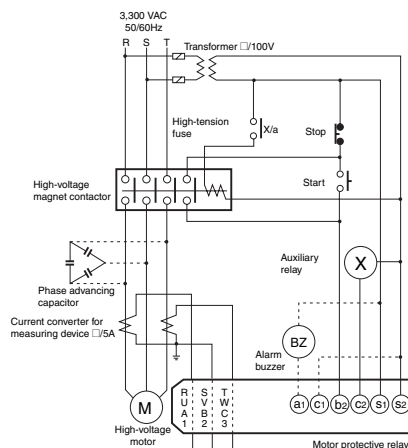 3,300 VAC
50/60Hz
R S T
Transformer □/100V
High-tension
fuse
X/a
Stop
Start
High-voltage
magnet contactor
Auxiliary
relay
X
Phase advancing
capacitor
Current converter for
measuring device □/5A
BZ
Alarm
buzzer
M
High-voltage
motor
R S T
U V W
A B C
1 2 3
a1 c1 b2 c2 s1 s2
Motor protective relay